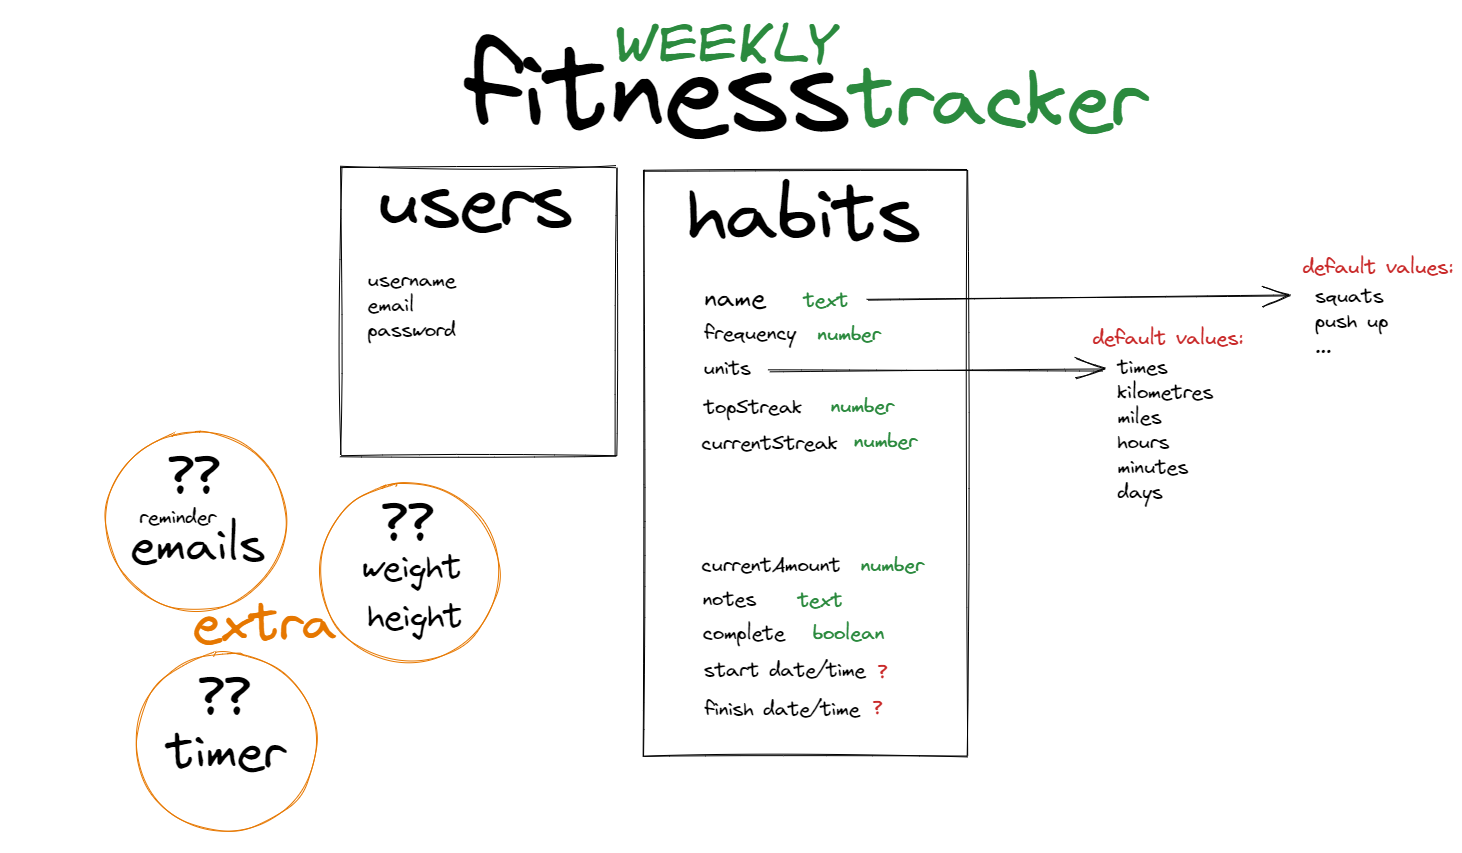 WEEKLY
fitness tracker
users
username
email
password
habits
name text
frequency number
units
topStreak number
currentStreak number
currentAmount number
notes text
complete boolean
start date/time ?
finish date/time ?
default values:
squats
push up
...
default values:
times
kilometres
miles
hours
minutes
days
??
reminder
emails
??
weight
height
extra
??
timer